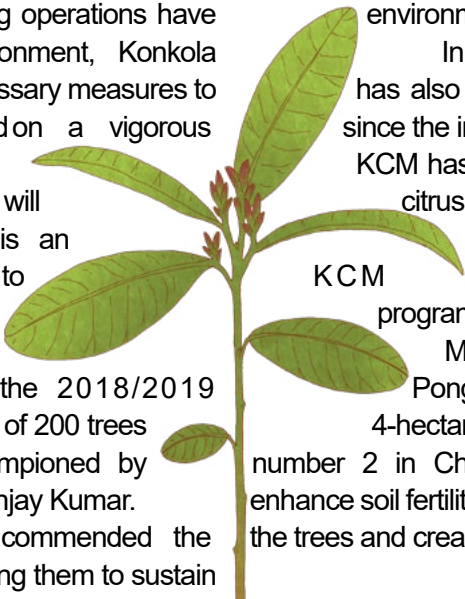 g operations have
onment, Konkola
ssary measures to
d on a vigorous
will
is an
to
the 2018/2019
of 200 trees
mpioned by
njay Kumar.
commended the
ng them to sustain
environn
In
has also
since the in
KCM has
citrus
KCM
program
M
Pong
4-hectar
number 2 in Ch
enhance soil fertilit
the trees and crea